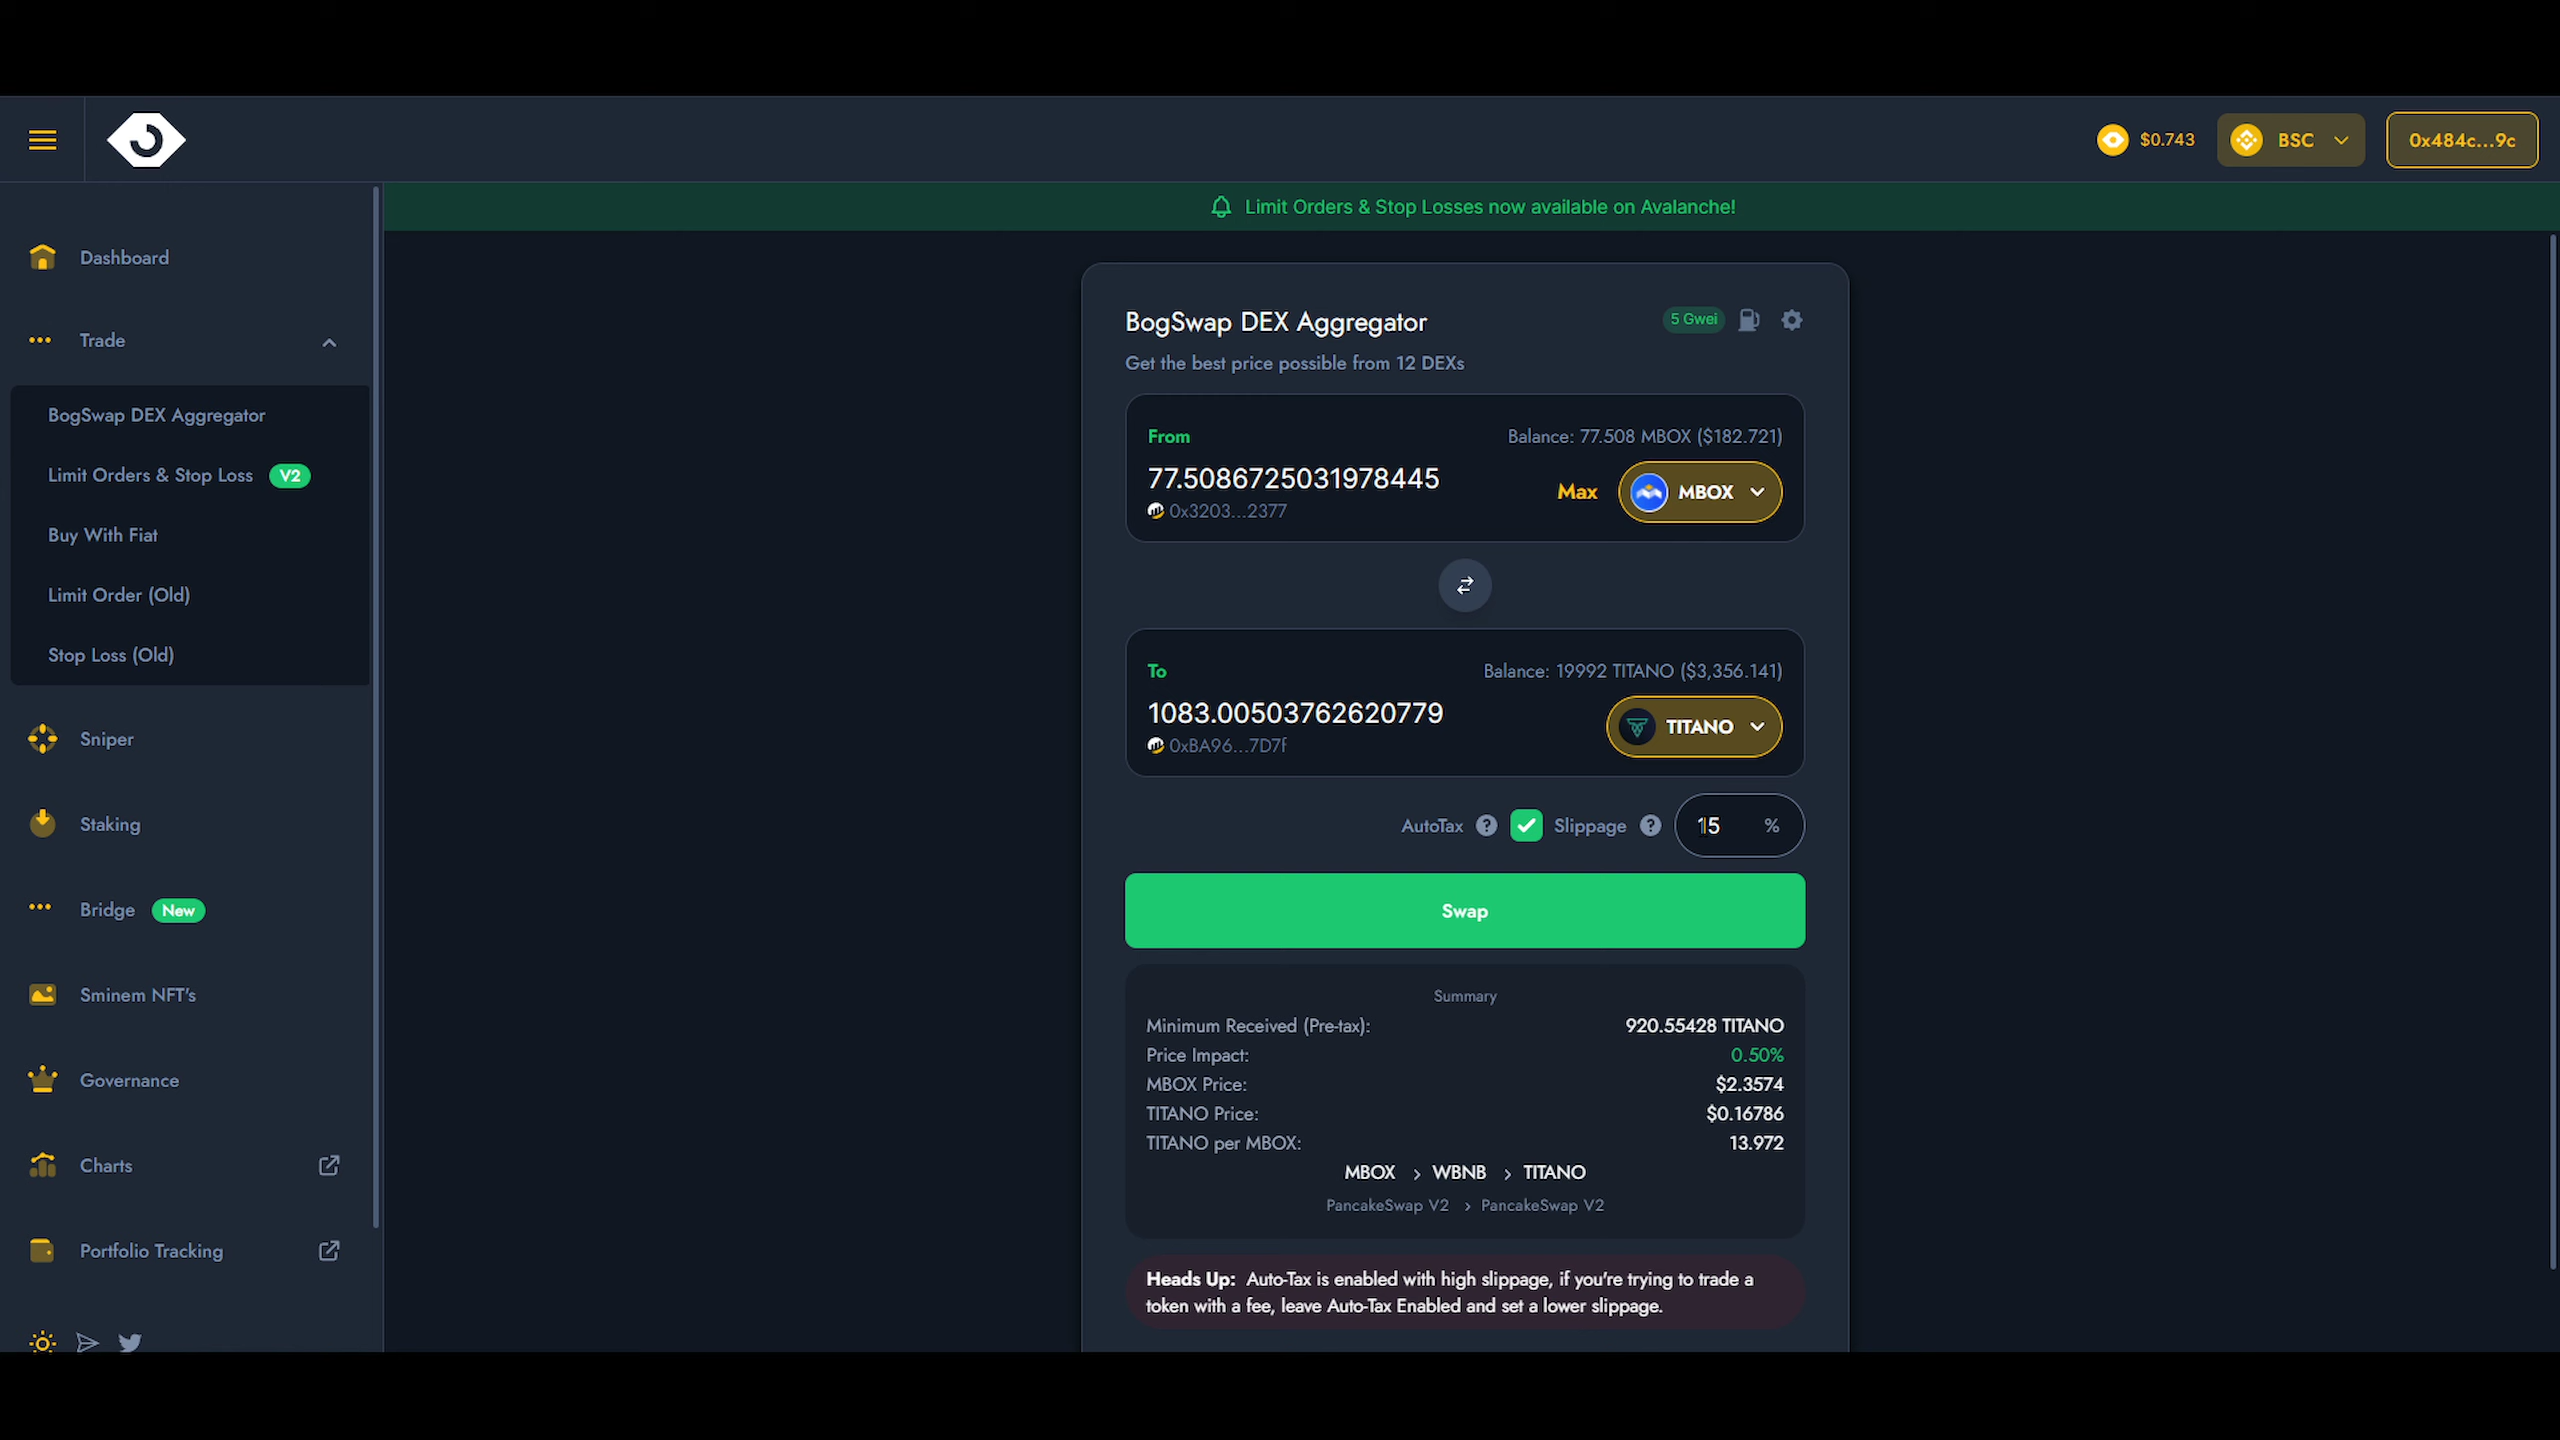 $0.743
BSC
0x484c...9c
Limit Orders & Stop Losses now available on Avalanche!
Dashboard
Trade
BogSwap DEX Aggregator
Limit Orders & Stop Loss V2
Buy With Fiat
Limit Order (Old)
Stop Loss (Old)
Sniper
Staking
Bridge New
Sminem NFT's
Governance
Charts
Portfolio Tracking
BogSwap DEX Aggregator
5 Gwei
Get the best price possible from 12 DEXs
From
Balance: 77.508 MBOX ($182.721)
77.5086725031978445
Max
MBOX
0x3203...2377
To
Balance: 19992 TITANO ($3,356.141)
1083.00503762620779
TITANO
0xBA96...7D7f
AutoTax ? Slippage ? 15 %
Swap
Summary
Minimum Received (Pre-tax): 920.55428 TITANO
Price Impact: 0.50%
MBOX Price: $2.3574
TITANO Price: $0.16786
TITANO per MBOX: 13.972
MBOX > WBNB > TITANO
PancakeSwap V2 > PancakeSwap V2
Heads Up: Auto-Tax is enabled with high slippage, if you're trying to trade a
token with a fee, leave Auto-Tax Enabled and set a lower slippage.